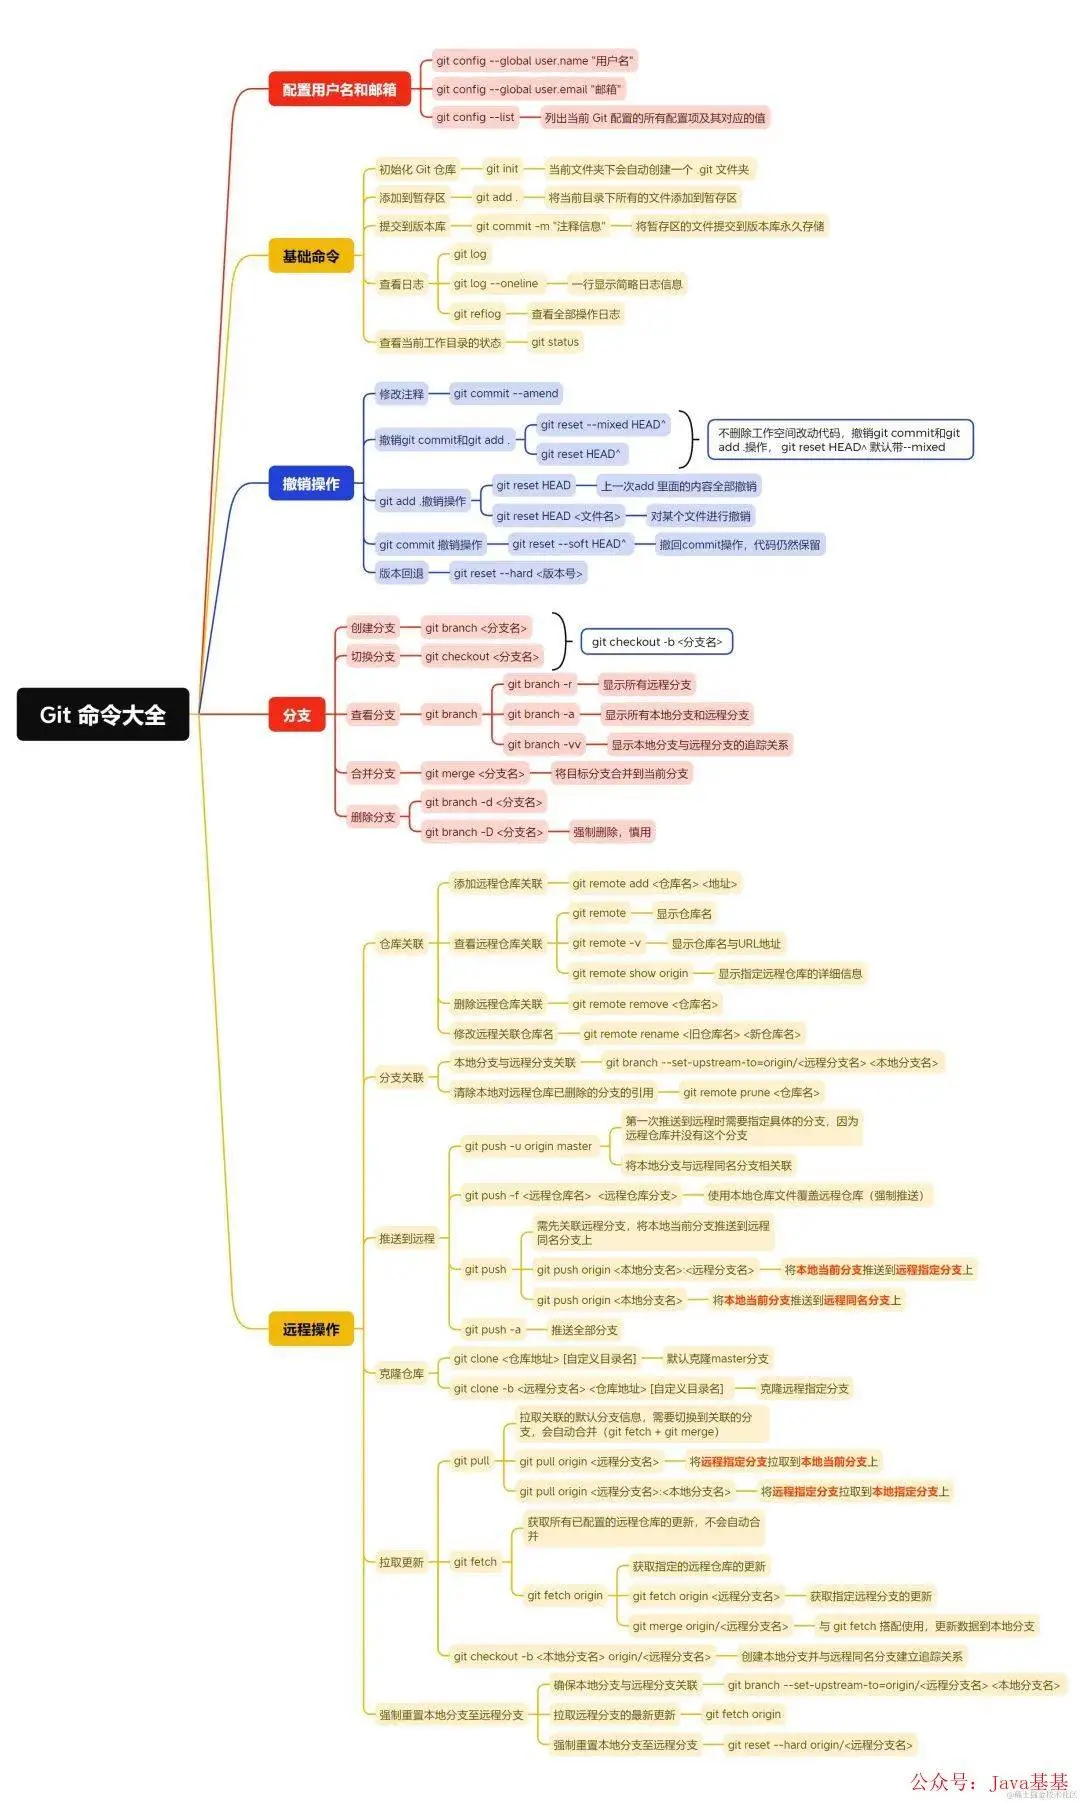 Git 命令大全
配置用户名和邮箱
git config --global user.name "用户名"
git config --global user.email "邮箱"
git config --list
列出当前 Git 配置的所有配置项及其对应的值
基础命令
初始化 Git 仓库
git init
当前文件夹下会自动创建一个 .git 文件夹
添加到暂存区
git add .
将当前目录下所有的文件添加到暂存区
提交到版本库
git commit -m "注释信息"
将暂存区的文件提交到版本库永久存储
查看日志
git log
git log --oneline
一行显示简略日志信息
git reflog
查看全部操作日志
查看当前工作目录的状态
git status
撤销操作
修改注释
git commit --amend
撤销git commit和git add .
git reset --mixed HEAD^
git reset HEAD^
不删除工作空间改动代码，撤销git commit和git
add .操作， git reset HEAD^ 默认带--mixed
git add .撤销操作
git reset HEAD
上一次add 里面的内容全部撤销
git reset HEAD <文件名>
对某个文件进行撤销
git commit 撤销操作
git reset --soft HEAD^
撤回commit操作，代码仍然保留
版本回退
git reset --hard <版本号>
分支
创建分支
git branch <分支名>
切换分支
git checkout <分支名>
git checkout -b <分支名>
查看分支
git branch
git branch -r
显示所有远程分支
git branch -a
显示所有本地分支和远程分支
git branch -vv
显示本地分支与远程分支的追踪关系
合并分支
git merge <分支名>
将目标分支合并到当前分支
删除分支
git branch -d <分支名>
git branch -D <分支名>
强制删除，慎用
远程操作
仓库关联
添加远程仓库关联
git remote add <仓库名> <地址>
查看远程仓库关联
git remote
显示仓库名
git remote -v
显示仓库名与URL地址
git remote show origin
显示指定远程仓库的详细信息
删除远程仓库关联
git remote remove <仓库名>
修改远程关联仓库名
git remote rename <旧仓库名> <新仓库名>
分支关联
本地分支与远程分支关联
git branch --set-upstream-to=origin/<远程分支名> <本地分支名>
清除本地对远程仓库已删除的分支的引用
git remote prune <仓库名>
推送到远程
git push -u origin master
第一次推送到远程时需要指定具体的分支，因为
远程仓库并没有这个分支
将本地分支与远程同名分支相关联
git push -f <远程仓库名> <远程仓库分支>
使用本地仓库文件覆盖远程仓库（强制推送）
git push
需先关联远程分支，将本地当前分支推送到远程
同名分支上
git push origin <本地分支名>:<远程分支名>
将本地当前分支推送到远程指定分支上
git push origin <本地分支名>
将本地当前分支推送到远程同名分支上
git push -a
推送全部分支
克隆仓库
git clone <仓库地址> [自定义目录名]
默认克隆master分支
git clone -b <远程分支名> <仓库地址> [自定义目录名]
克隆远程指定分支
拉取更新
git pull
拉取关联的默认分支信息，需要切换到关联的分
支，会自动合并（git fetch + git merge）
git pull origin <远程分支名>
将远程指定分支拉取到本地当前分支上
git pull origin <远程分支名>:<本地分支名>
将远程指定分支拉取到本地指定分支上
git fetch
获取所有已配置的远程仓库的更新，不会自动合
并
git fetch origin
获取指定的远程仓库的更新
git fetch origin <远程分支名>
获取指定远程分支的更新
git merge origin/<远程分支名>
与 git fetch 搭配使用，更新数据到本地分支
git checkout -b <本地分支名> origin/<远程分支名>
创建本地分支并与远程同名分支建立追踪关系
强制重置本地分支至远程分支
确保本地分支与远程分支关联
git branch --set-upstream-to=origin/<远程分支名> <本地分支名>
拉取远程分支的最新更新
git fetch origin
强制重置本地分支至远程分支
git reset --hard origin/<远程分支名>
公众号：Java基基
@稀土掘金技术社区